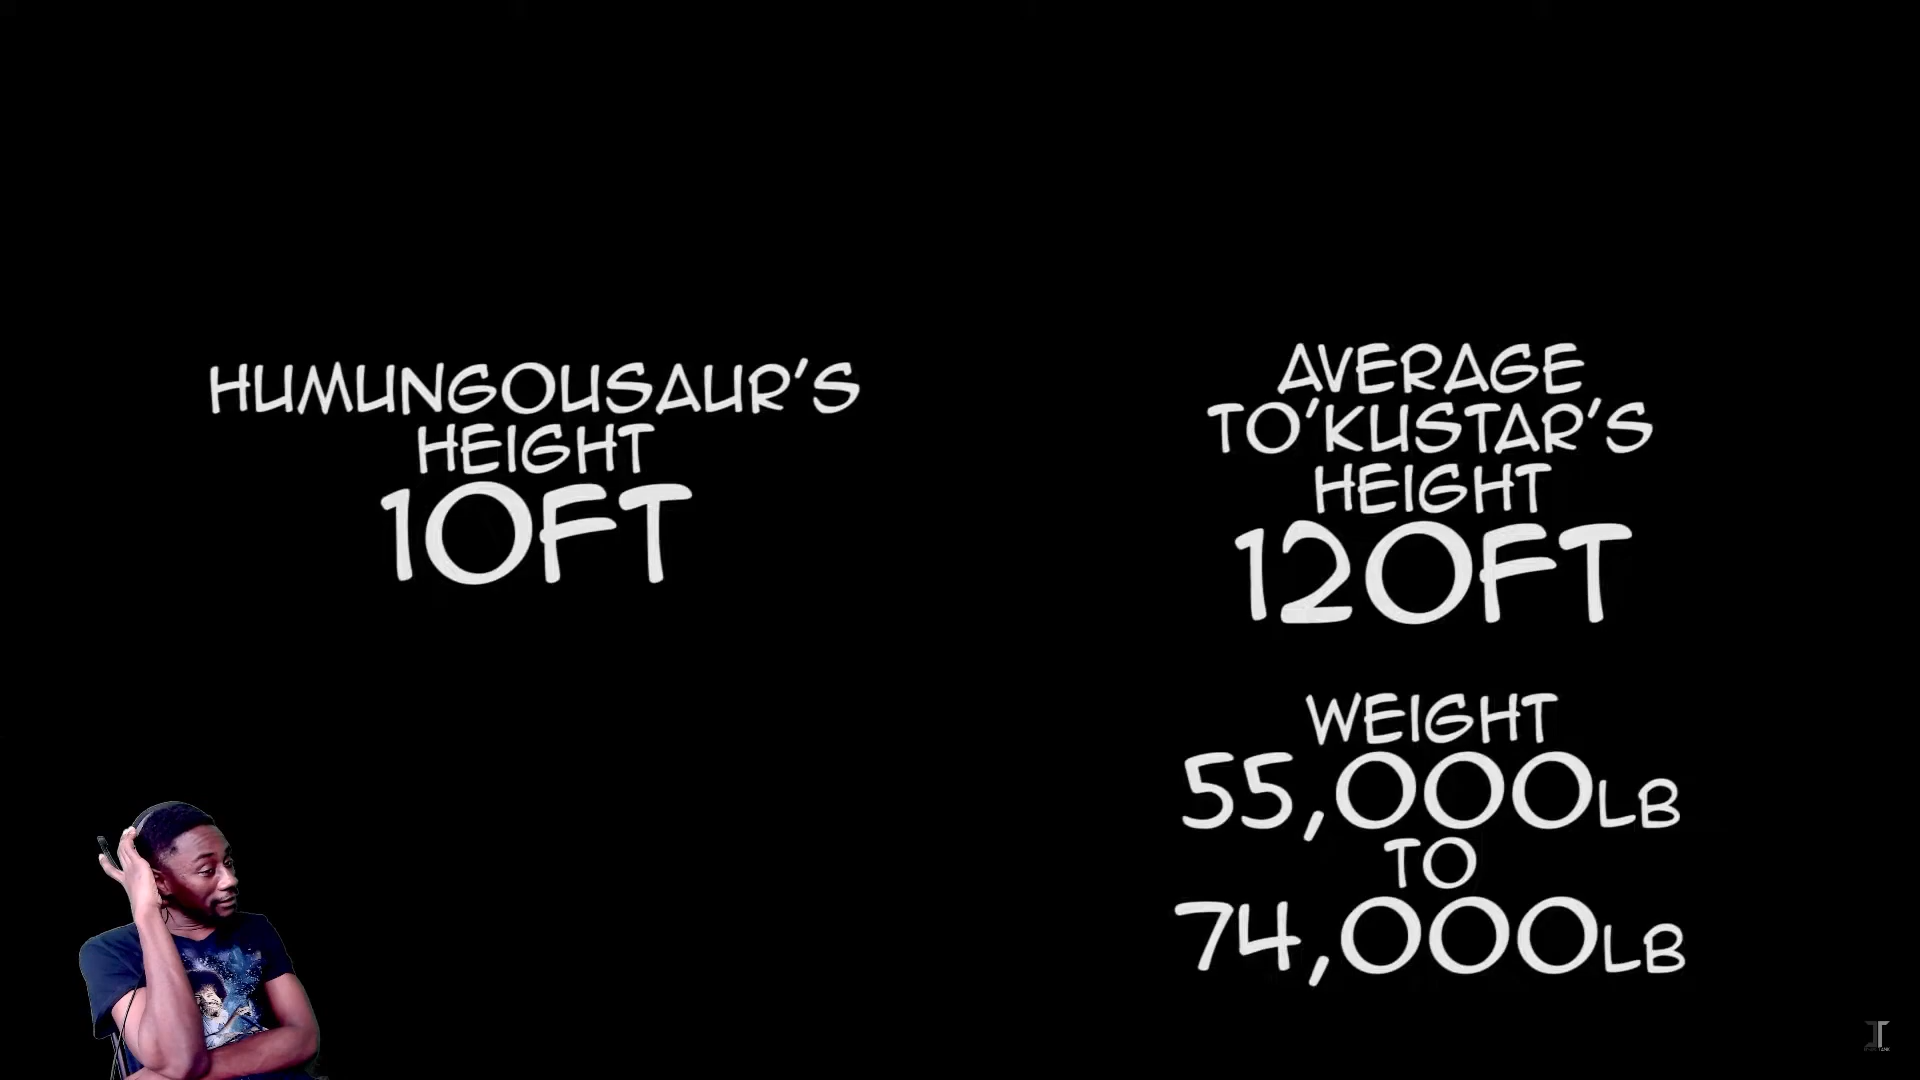 HUMUNGOUSAUR'S
HEIGHT
10FT
AVERAGE
TO'KUSTAR'S
HEIGHT
120FT
WEIGHT
55,000LB
TO
74,000LB